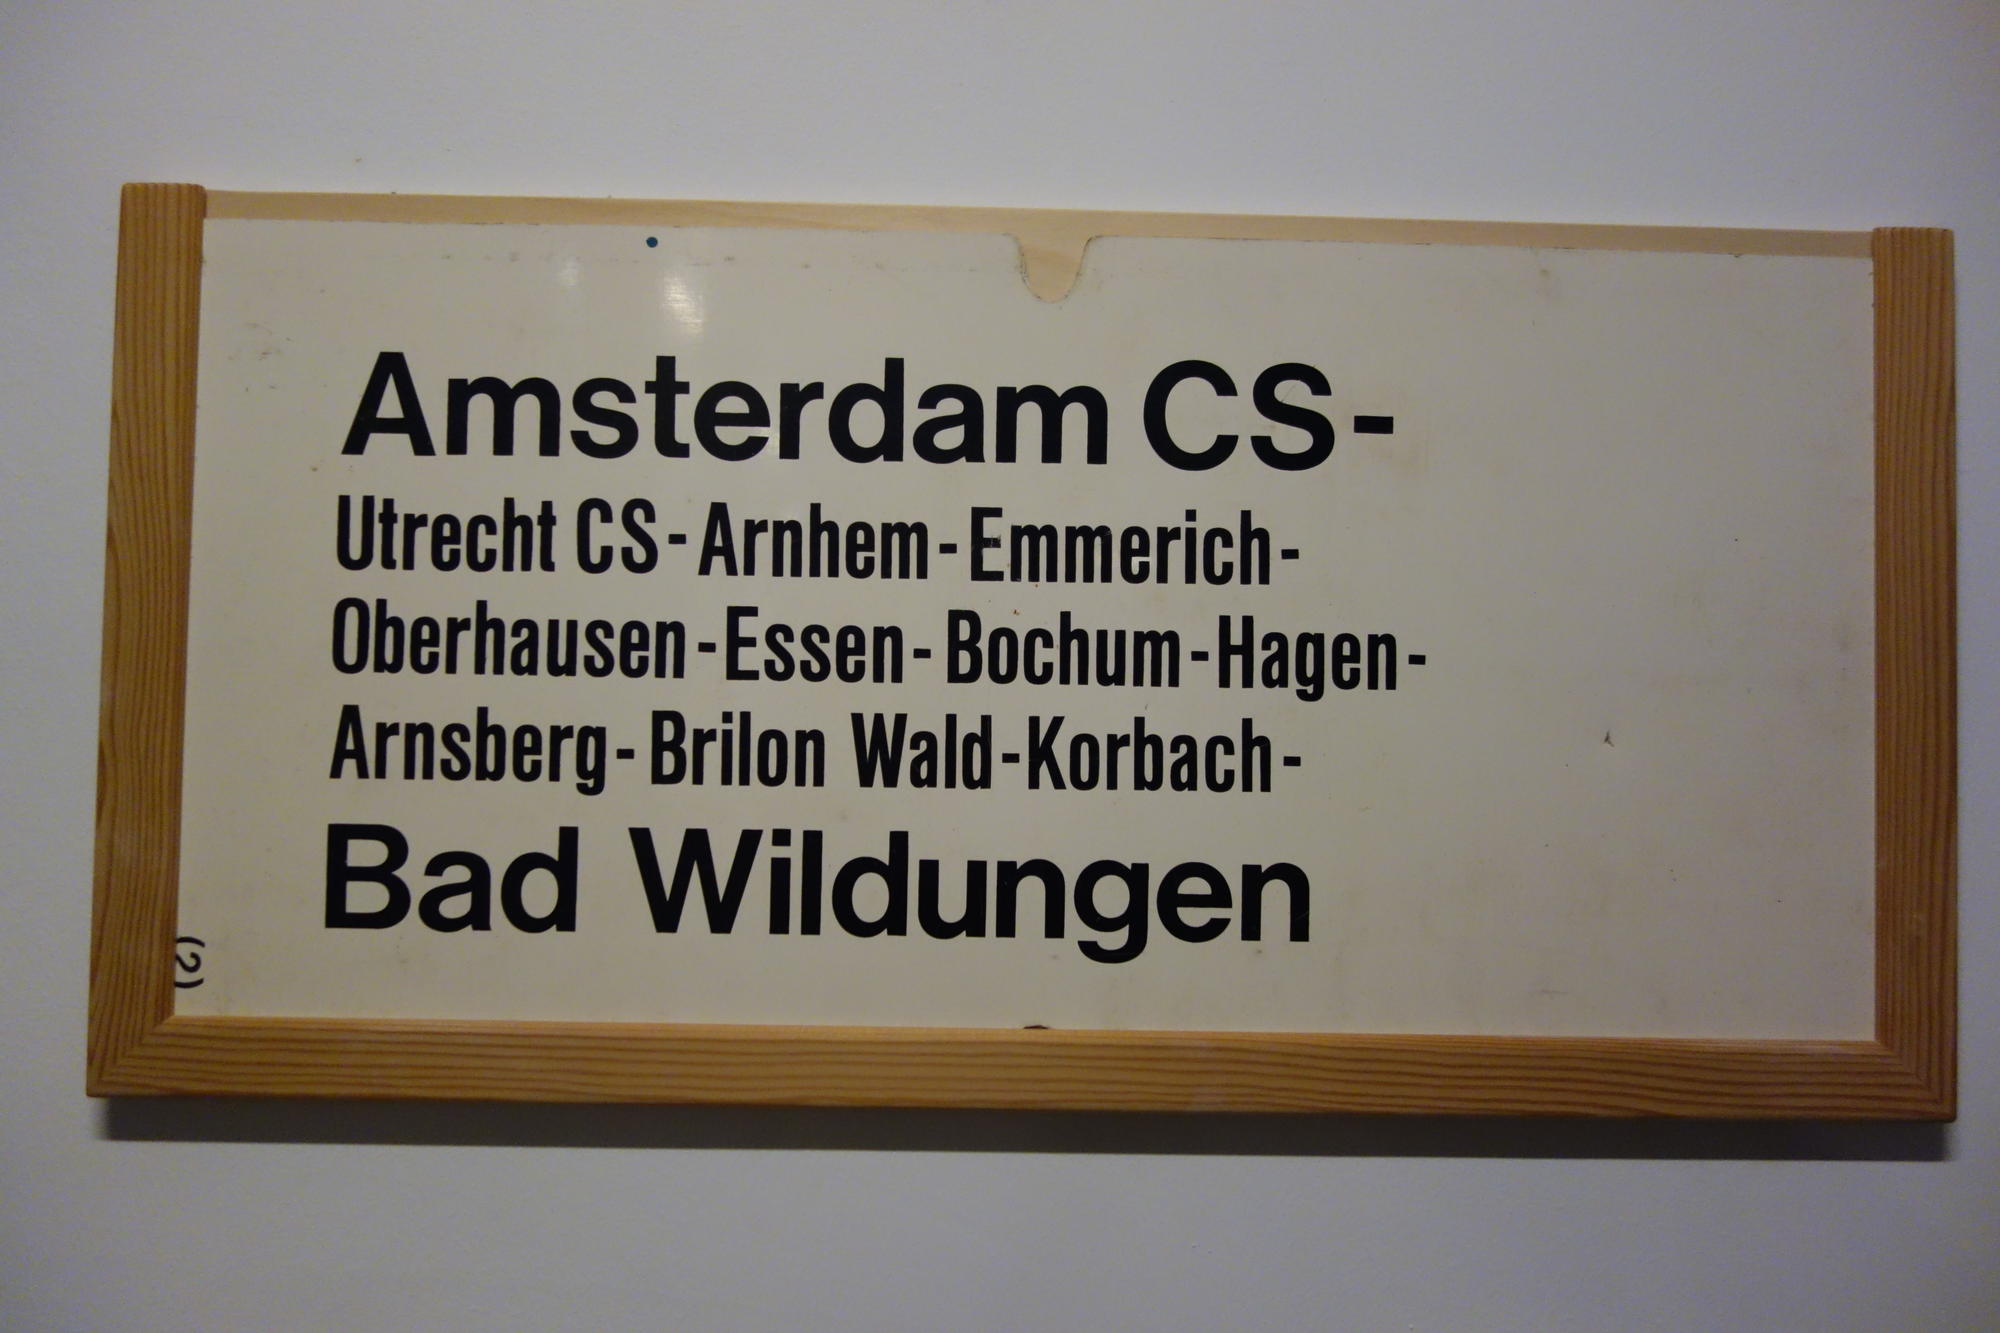 Amsterdam CS-
Utrecht CS-Arnhem-Emmerich-
Oberhausen-Essen-Bochum-Hagen-
Arnsberg-Brilon Wald-Korbach-
Bad Wildungen
(2)